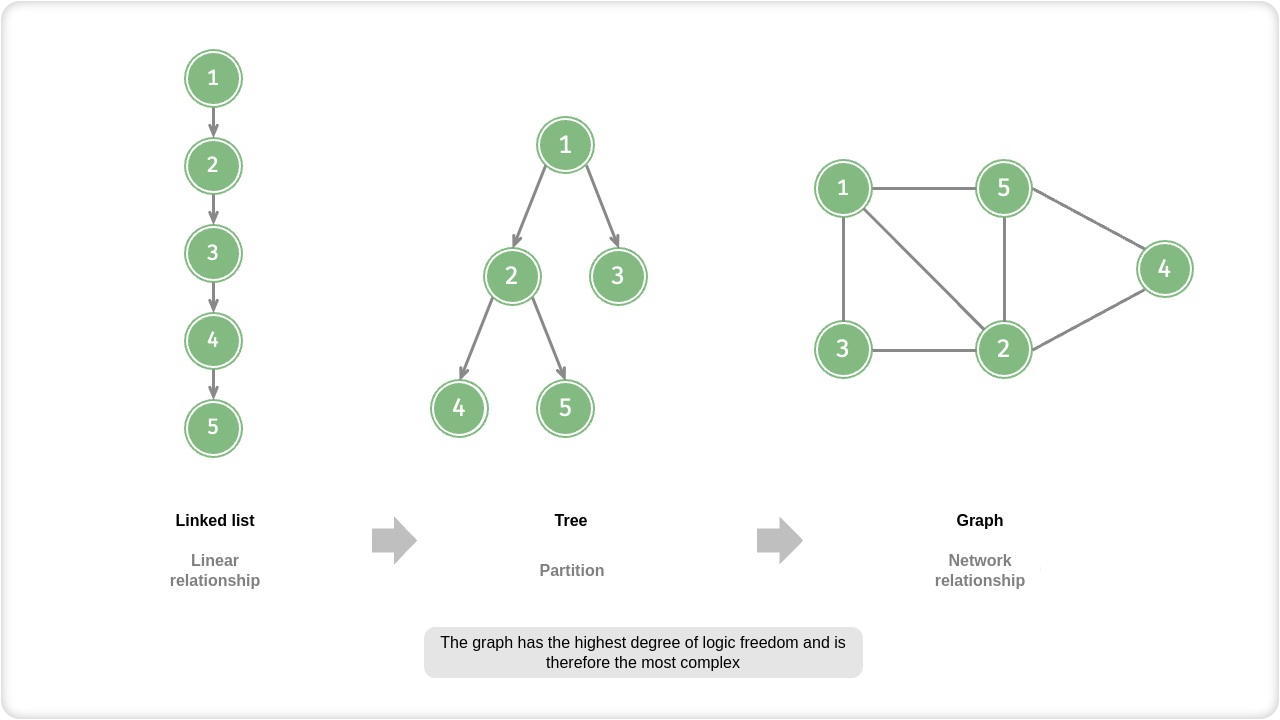 1
2
3
4
5
1
2
3
4
5
1
5
4
3
2
Linked list
Linear
relationship
Tree
Partition
Graph
Network
relationship
The graph has the highest degree of logic freedom and is
therefore the most complex